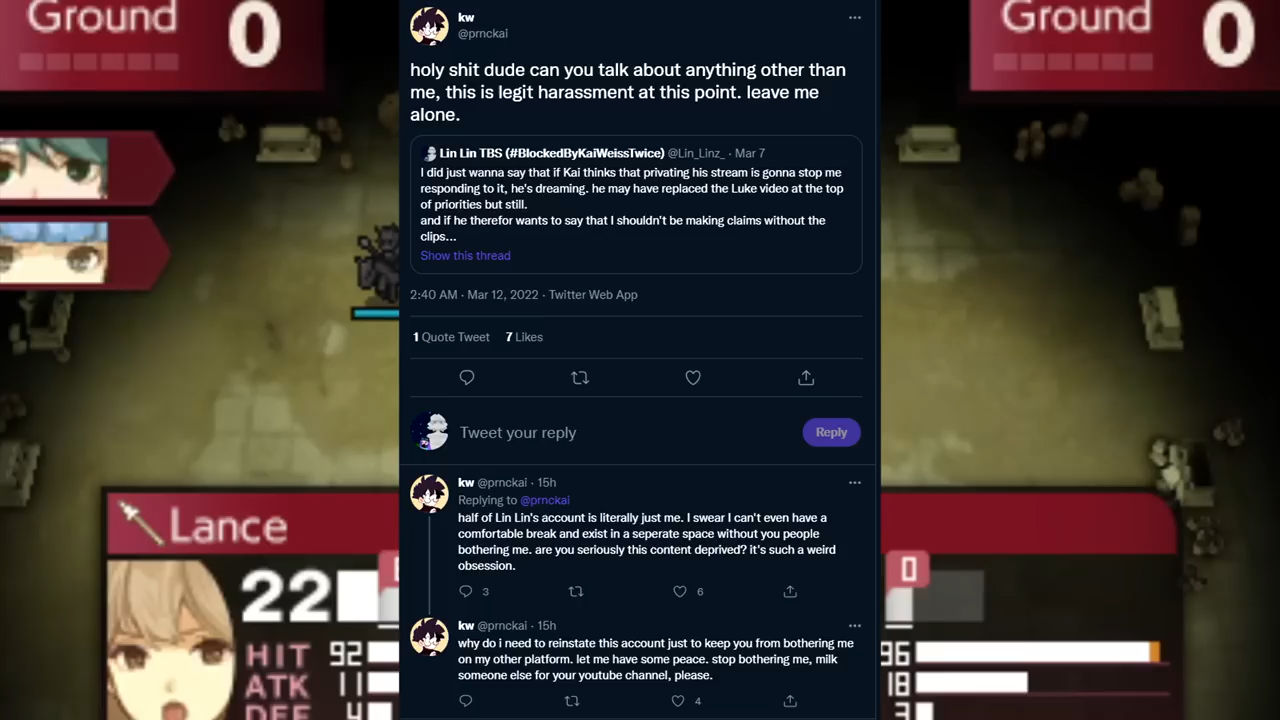 Ground 0
Ground 0
kw
@prnckai
holy shit dude can you talk about anything other than
me, this is legit harassment at this point. leave me
alone.
Lin Lin TBS (#BlockedByKaiWeissTwice) @Lin_Linz_ · Mar 7
I did just wanna say that if Kai thinks that privating his stream is gonna stop me
responding to it, he's dreaming. he may have replaced the Luke video at the top
of priorities but still.
and if he therefor wants to say that I shouldn't be making claims without the
clips...
Show this thread
2:40 AM · Mar 12, 2022 · Twitter Web App
1 Quote Tweet 7 Likes
Tweet your reply
Reply
kw @prnckai · 15h
Replying to @prnckai
half of Lin Lin's account is literally just me. I swear I can't even have a
comfortable break and exist in a seperate space without you people
bothering me. are you seriously this content deprived? it's such a weird
obsession.
3 6
kw @prnckai · 15h
why do i need to reinstate this account just to keep you from bothering me
on my other platform. let me have some peace. stop bothering me, milk
someone else for your youtube channel, please.
4
Lance
22
HIT 92
ATK 11
DEF 4
0
96
18
3